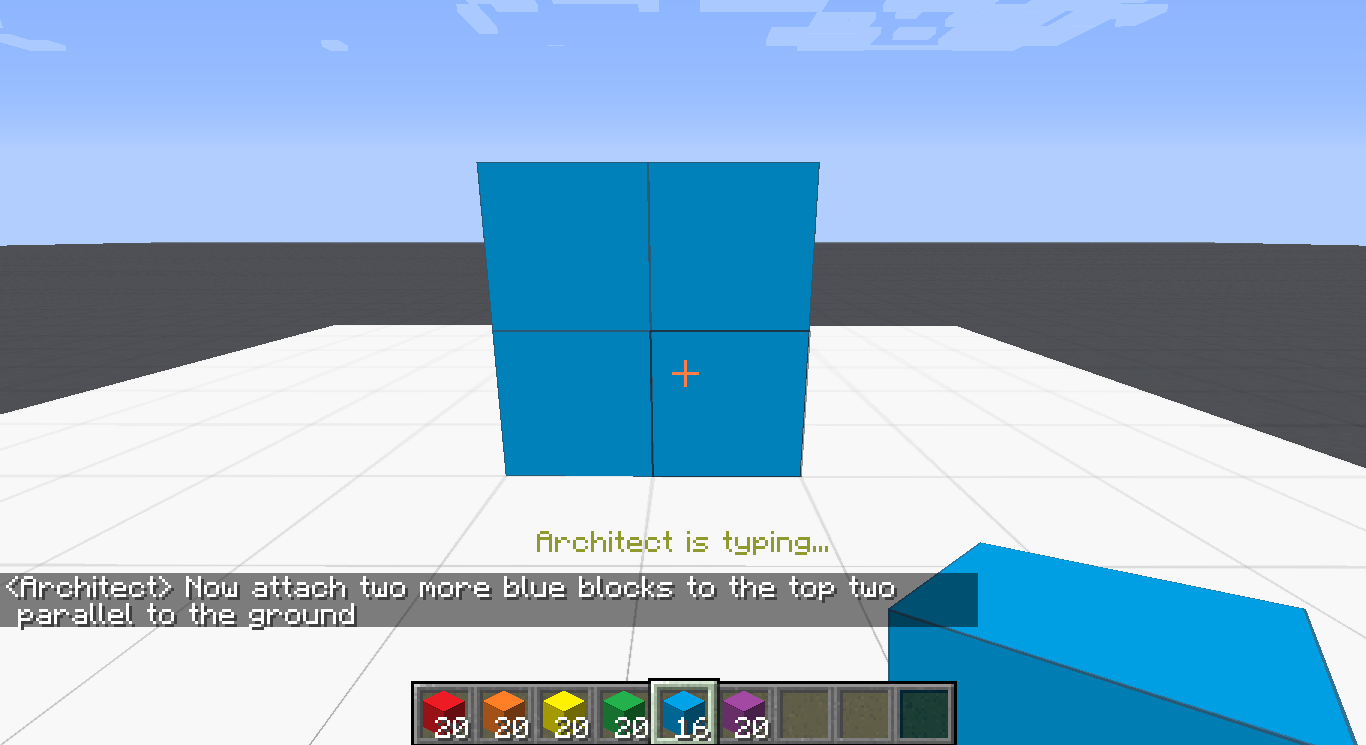 Architect is typing...
<Architect> Now attach two more blue blocks to the top two
parallel to the ground
20 20 20 20 16 20